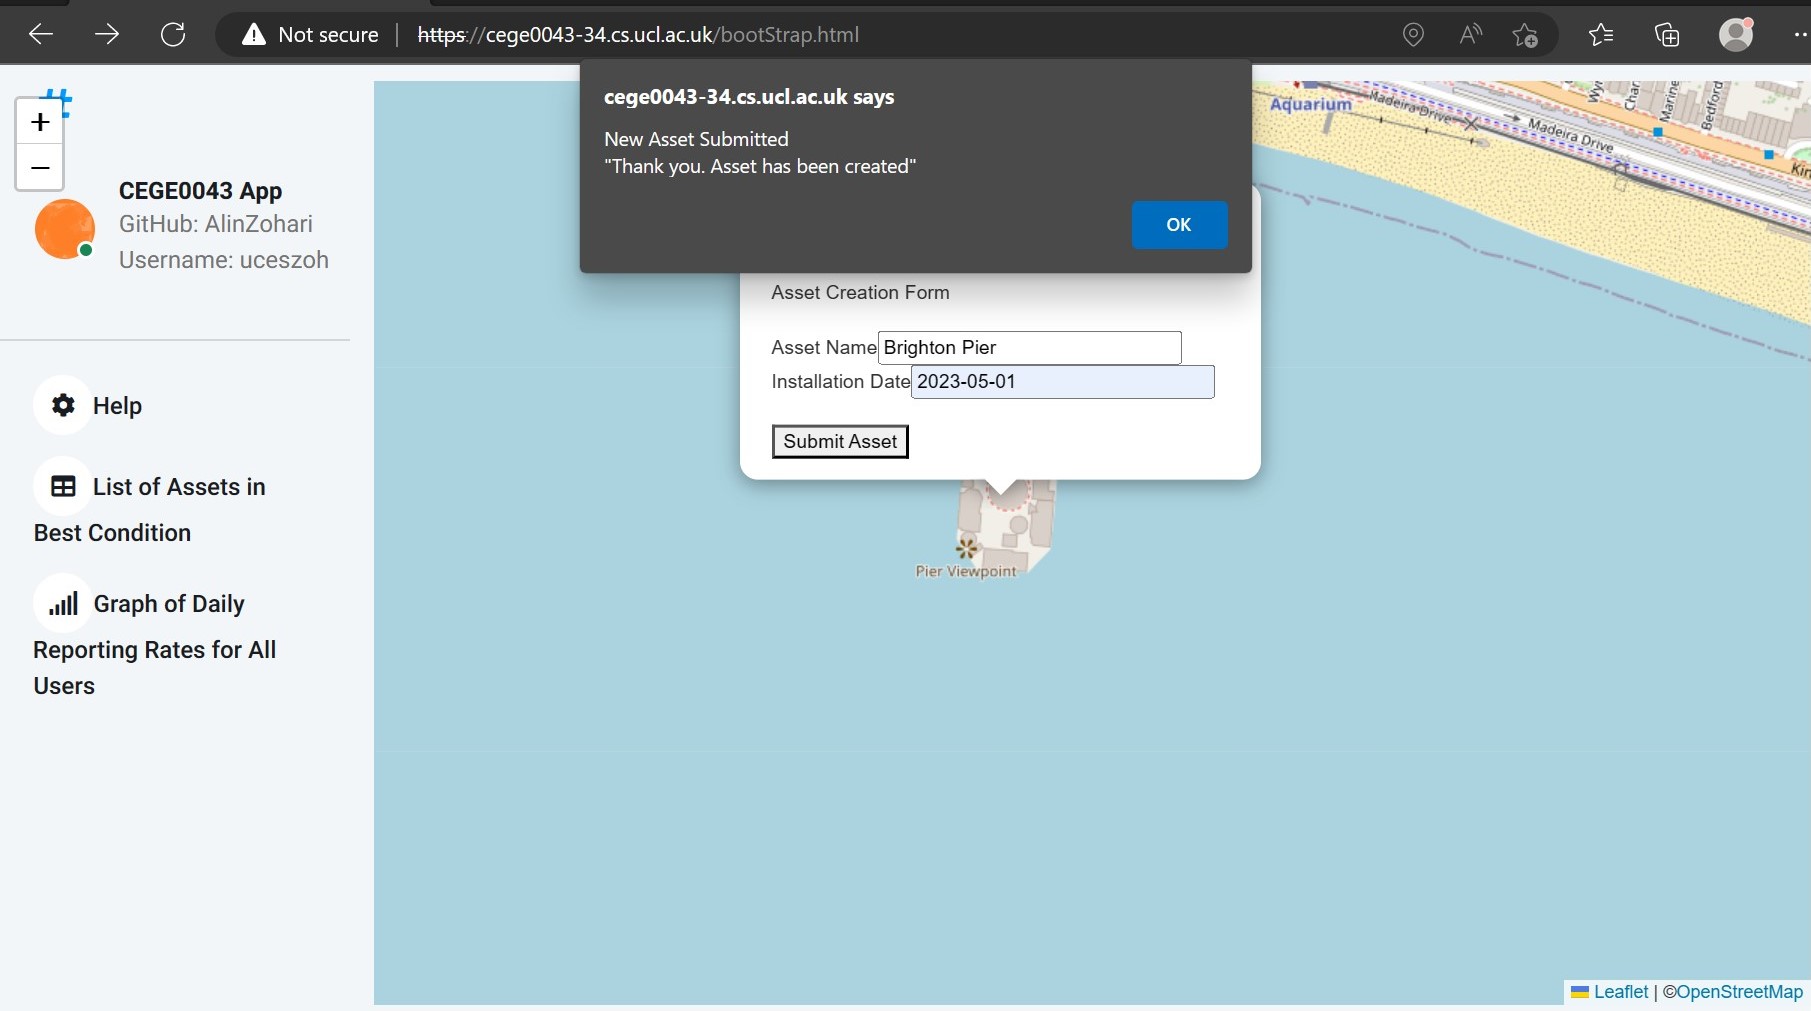 Not secure | https://cege0043-34.cs.ucl.ac.uk/bootStrap.html
cege0043-34.cs.ucl.ac.uk says
New Asset Submitted
"Thank you. Asset has been created"
OK
#
+
−
CEGE0043 App
GitHub: AlinZohari
Username: uceszoh
Help
List of Assets in
Best Condition
Graph of Daily
Reporting Rates for All
Users
Asset Creation Form
Asset Name Brighton Pier
Installation Date 2023-05-01
Submit Asset
Pier Viewpoint
Aquarium
Madeira Drive
Madeira Drive
Marine
Bedford
Leaflet | ©OpenStreetMap